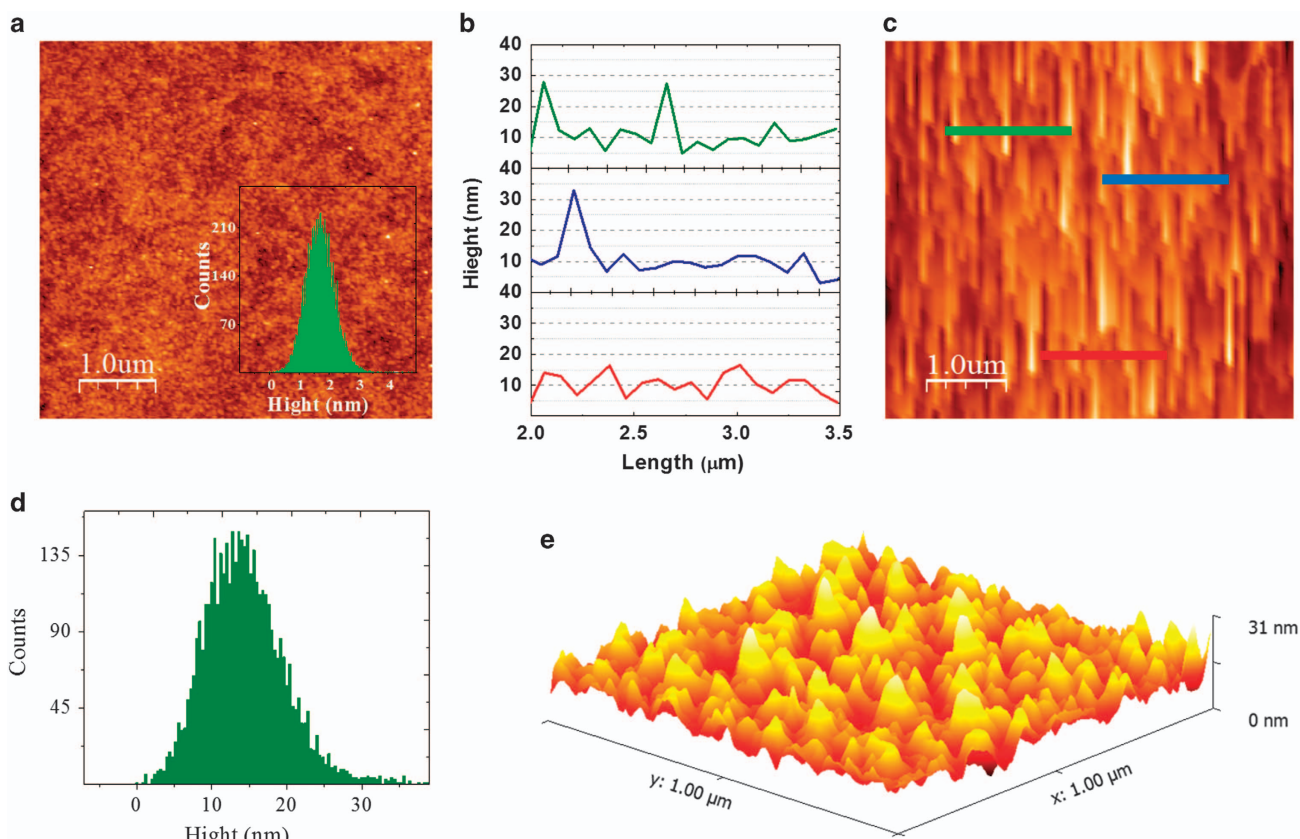 a
210
140
70
Counts
0 1 2 3 4
Hight (nm)
1.0um
b
40
30
20
10
40
30
20
10
40
30
20
10
Hieght (nm)
2.0 2.5 3.0 3.5
Length (μm)
c
1.0um
d
135
90
45
Counts
0 10 20 30
Hight (nm)
e
31 nm
0 nm
y: 1.00 μm
x: 1.00 μm